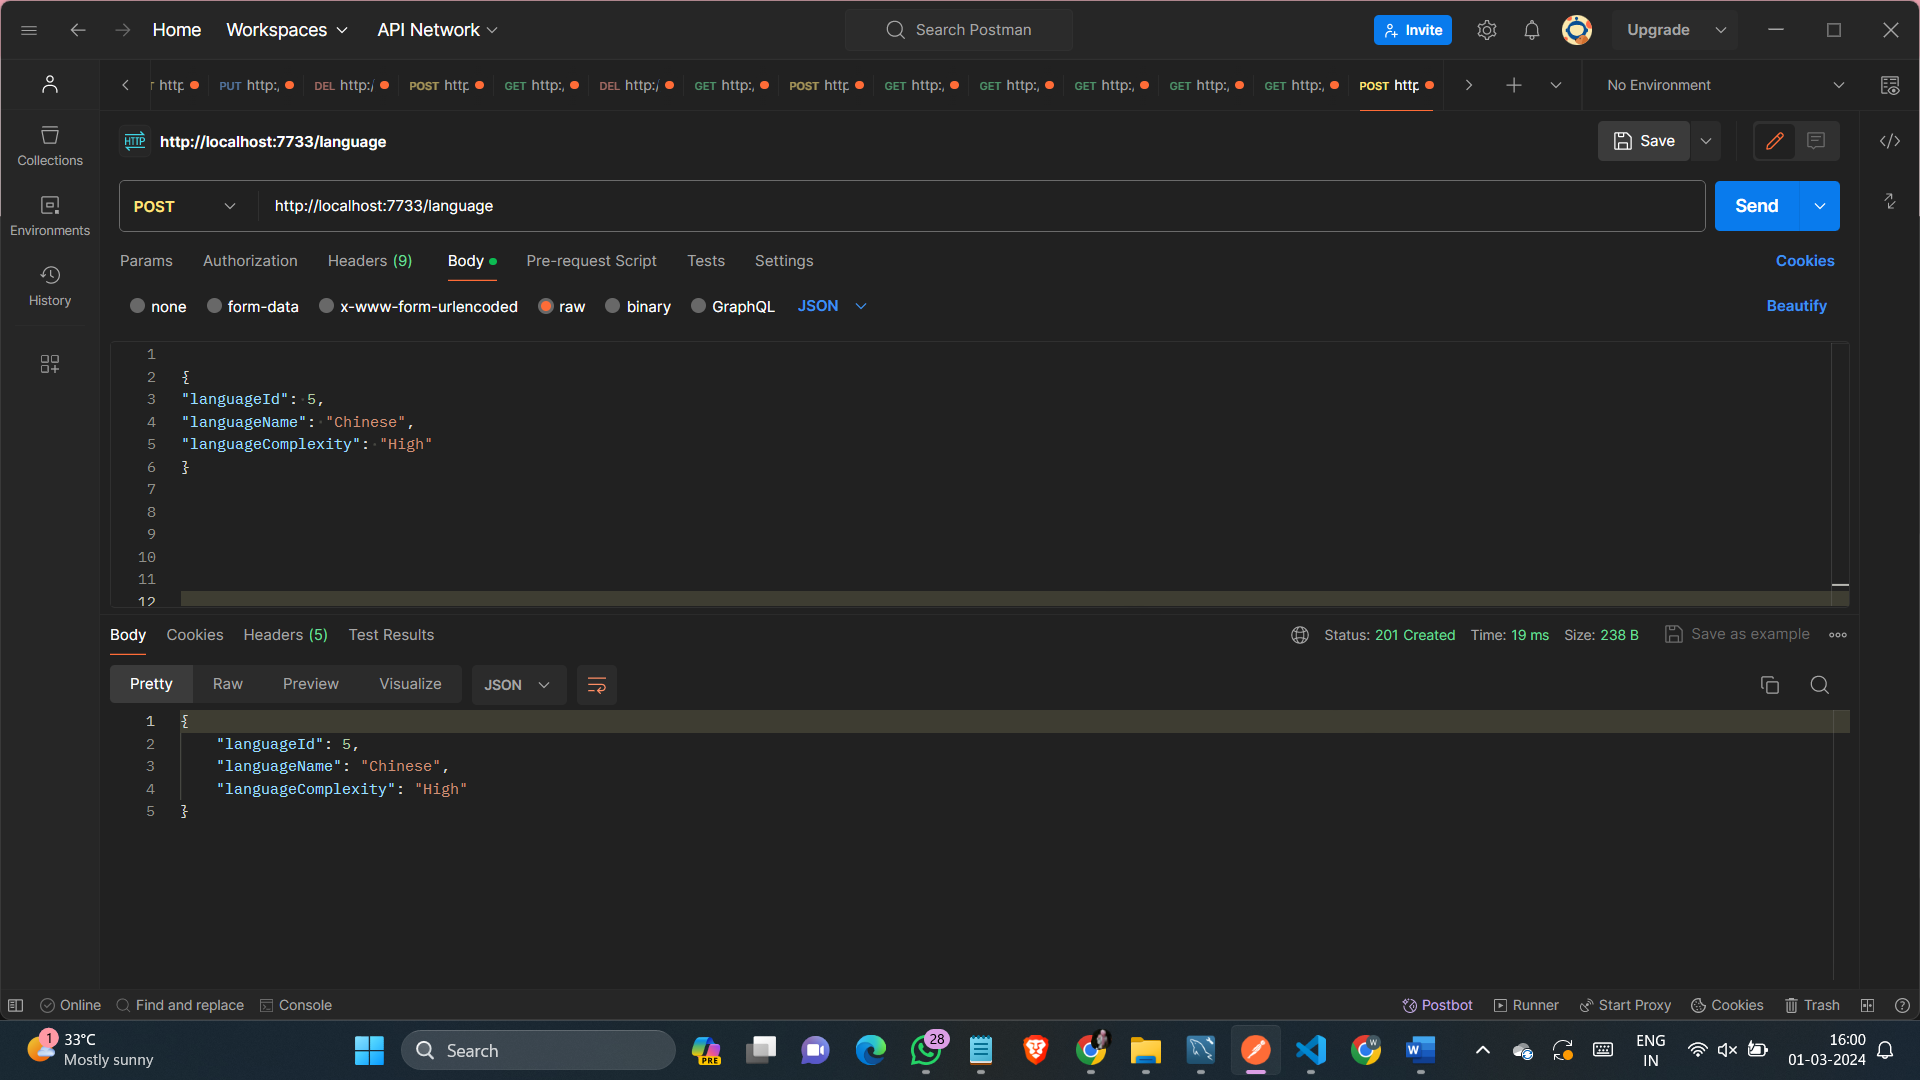 Home Workspaces API Network Search Postman Invite Upgrade
http PUT http:, DEL http:/ POST http GET http:, DEL http:/ GET http:, POST http GET http:, GET http:, GET http:, GET http:, GET http:, POST http No Environment
HTTP http://localhost:7733/language Save
Collections
POST http://localhost:7733/language Send
Environments
Params Authorization Headers (9) Body Pre-request Script Tests Settings Cookies
History
none form-data x-www-form-urlencoded raw binary GraphQL JSON Beautify
1
2 {
3 "languageId": 5,
4 "languageName": "Chinese",
5 "languageComplexity": "High"
6 }
7
8
9
10
11
12
Body Cookies Headers (5) Test Results Status: 201 Created Time: 19 ms Size: 238 B Save as example
Pretty Raw Preview Visualize JSON
1 {
2 "languageId": 5,
3 "languageName": "Chinese",
4 "languageComplexity": "High"
5 }
Online Find and replace Console Postbot Runner Start Proxy Cookies Trash
1 33°C
Mostly sunny
Search
PRE
28
W
W
ENG
IN
16:00
01-03-2024